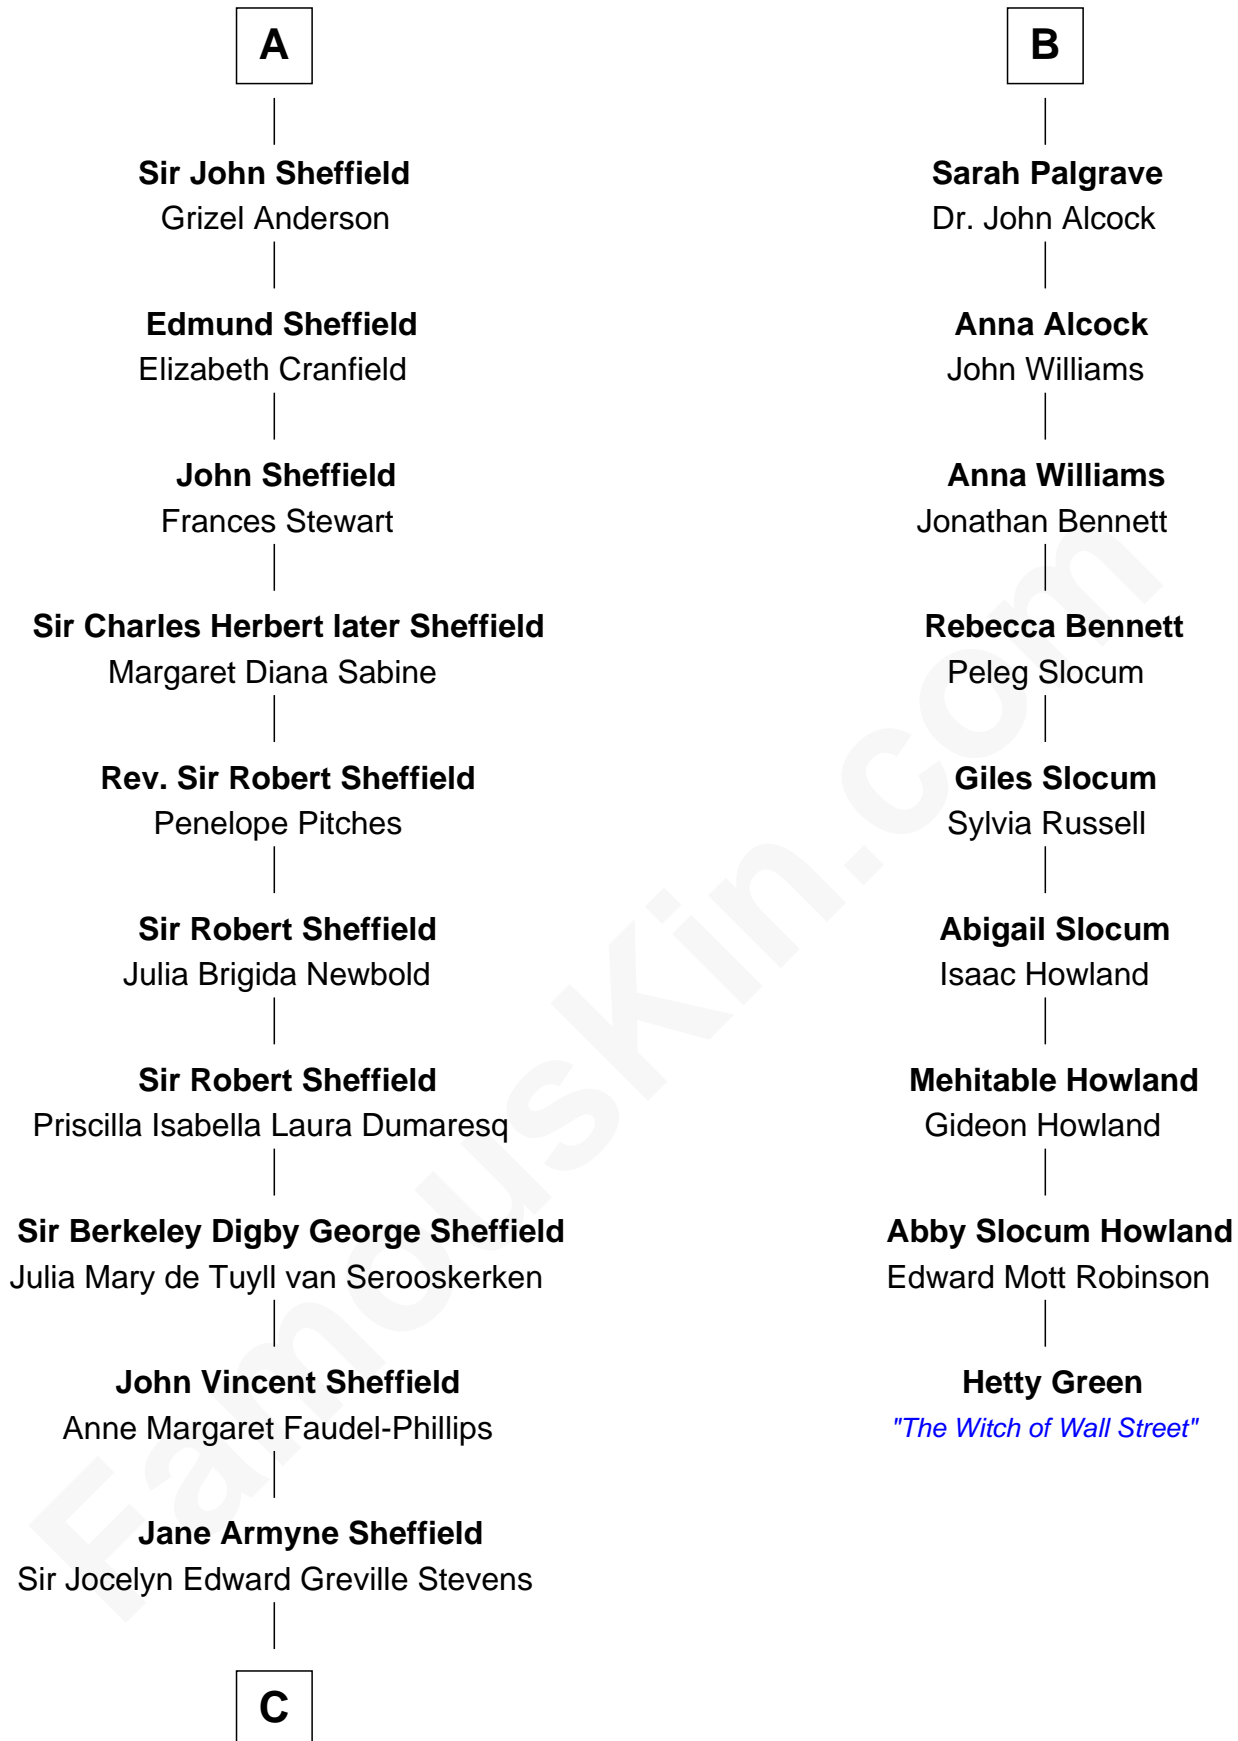 A
Sir John Sheffield
Grizel Anderson
Edmund Sheffield
Elizabeth Cranfield
John Sheffield
Frances Stewart
Sir Charles Herbert later Sheffield
Margaret Diana Sabine
Rev. Sir Robert Sheffield
Penelope Pitches
Sir Robert Sheffield
Julia Brigida Newbold
Sir Robert Sheffield
Priscilla Isabella Laura Dumaresq
Sir Berkeley Digby George Sheffield
Julia Mary de Tuyll van Serooskerken
John Vincent Sheffield
Anne Margaret Faudel-Phillips
Jane Armyne Sheffield
Sir Jocelyn Edward Greville Stevens
C
B
Sarah Palgrave
Dr. John Alcock
Anna Alcock
John Williams
Anna Williams
Jonathan Bennett
Rebecca Bennett
Peleg Slocum
Giles Slocum
Sylvia Russell
Abigail Slocum
Isaac Howland
Mehitable Howland
Gideon Howland
Abby Slocum Howland
Edward Mott Robinson
Hetty Green
"The Witch of Wall Street"
FamousKin.com